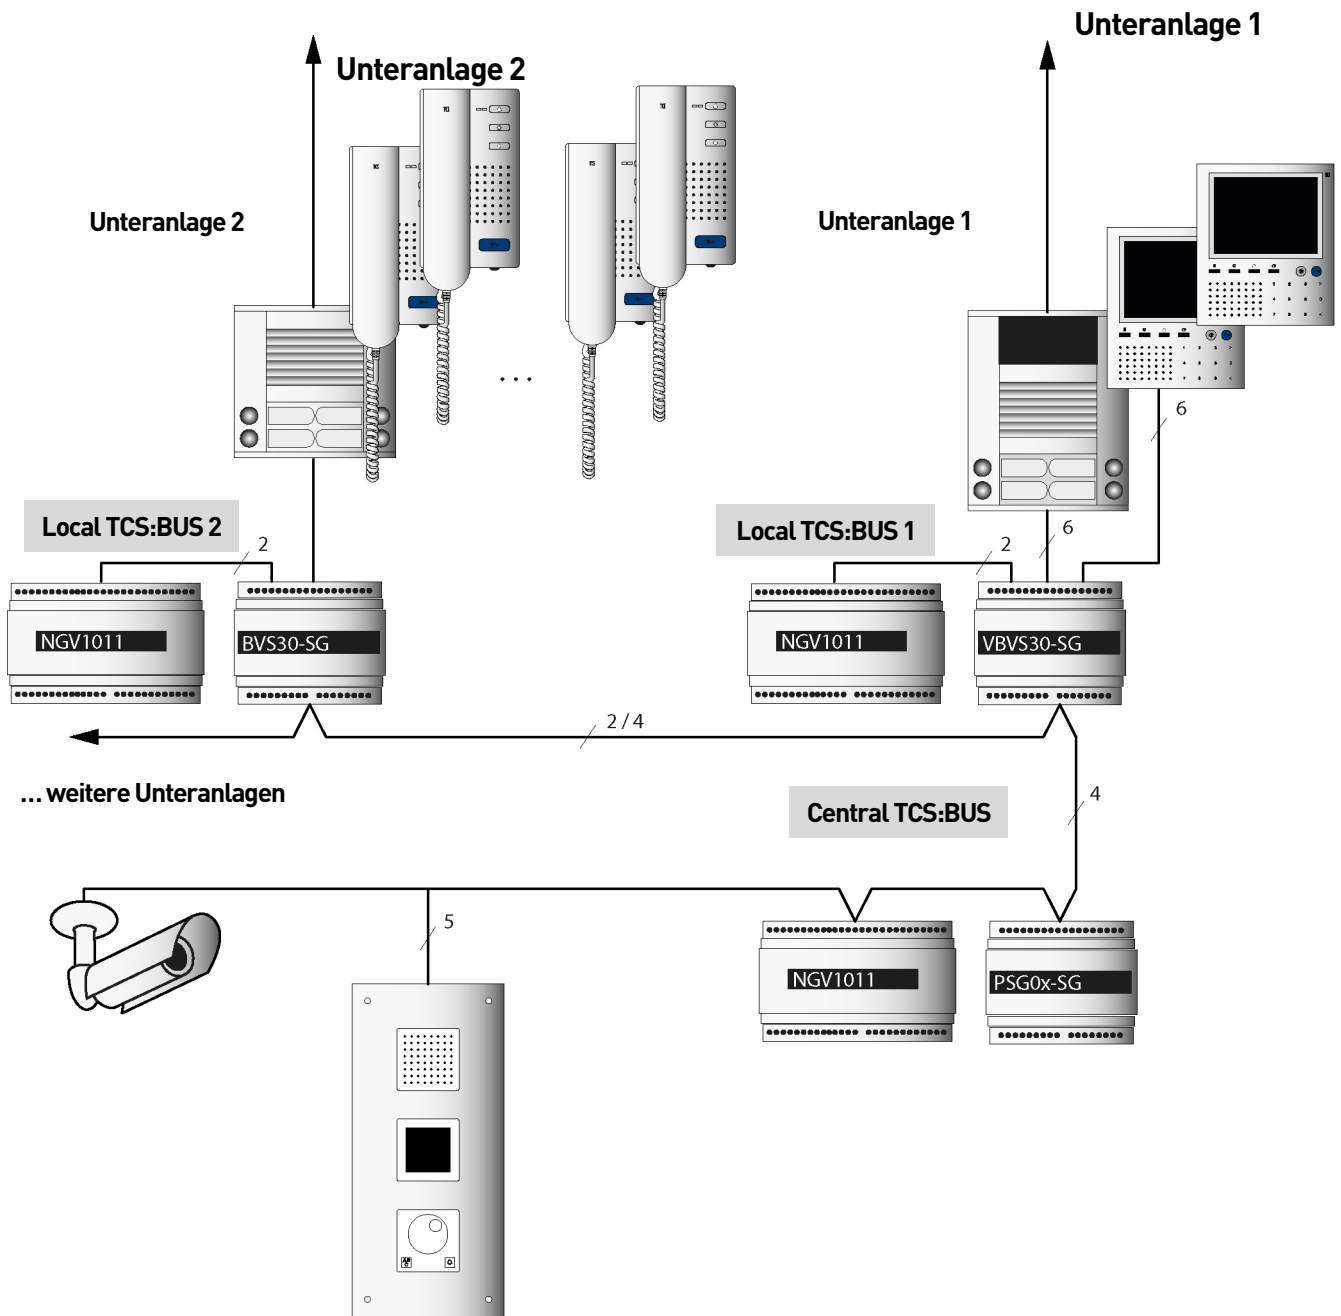 Unteranlage 1
Unteranlage 2
Unteranlage 2
Unteranlage 1
...
6
Local TCS:BUS 2
2
Local TCS:BUS 1
2
6
NGV1011
BVS30-SG
NGV1011
VBVS30-SG
2 / 4
... weitere Unteranlagen
Central TCS:BUS
4
5
NGV1011
PSG0x-SG